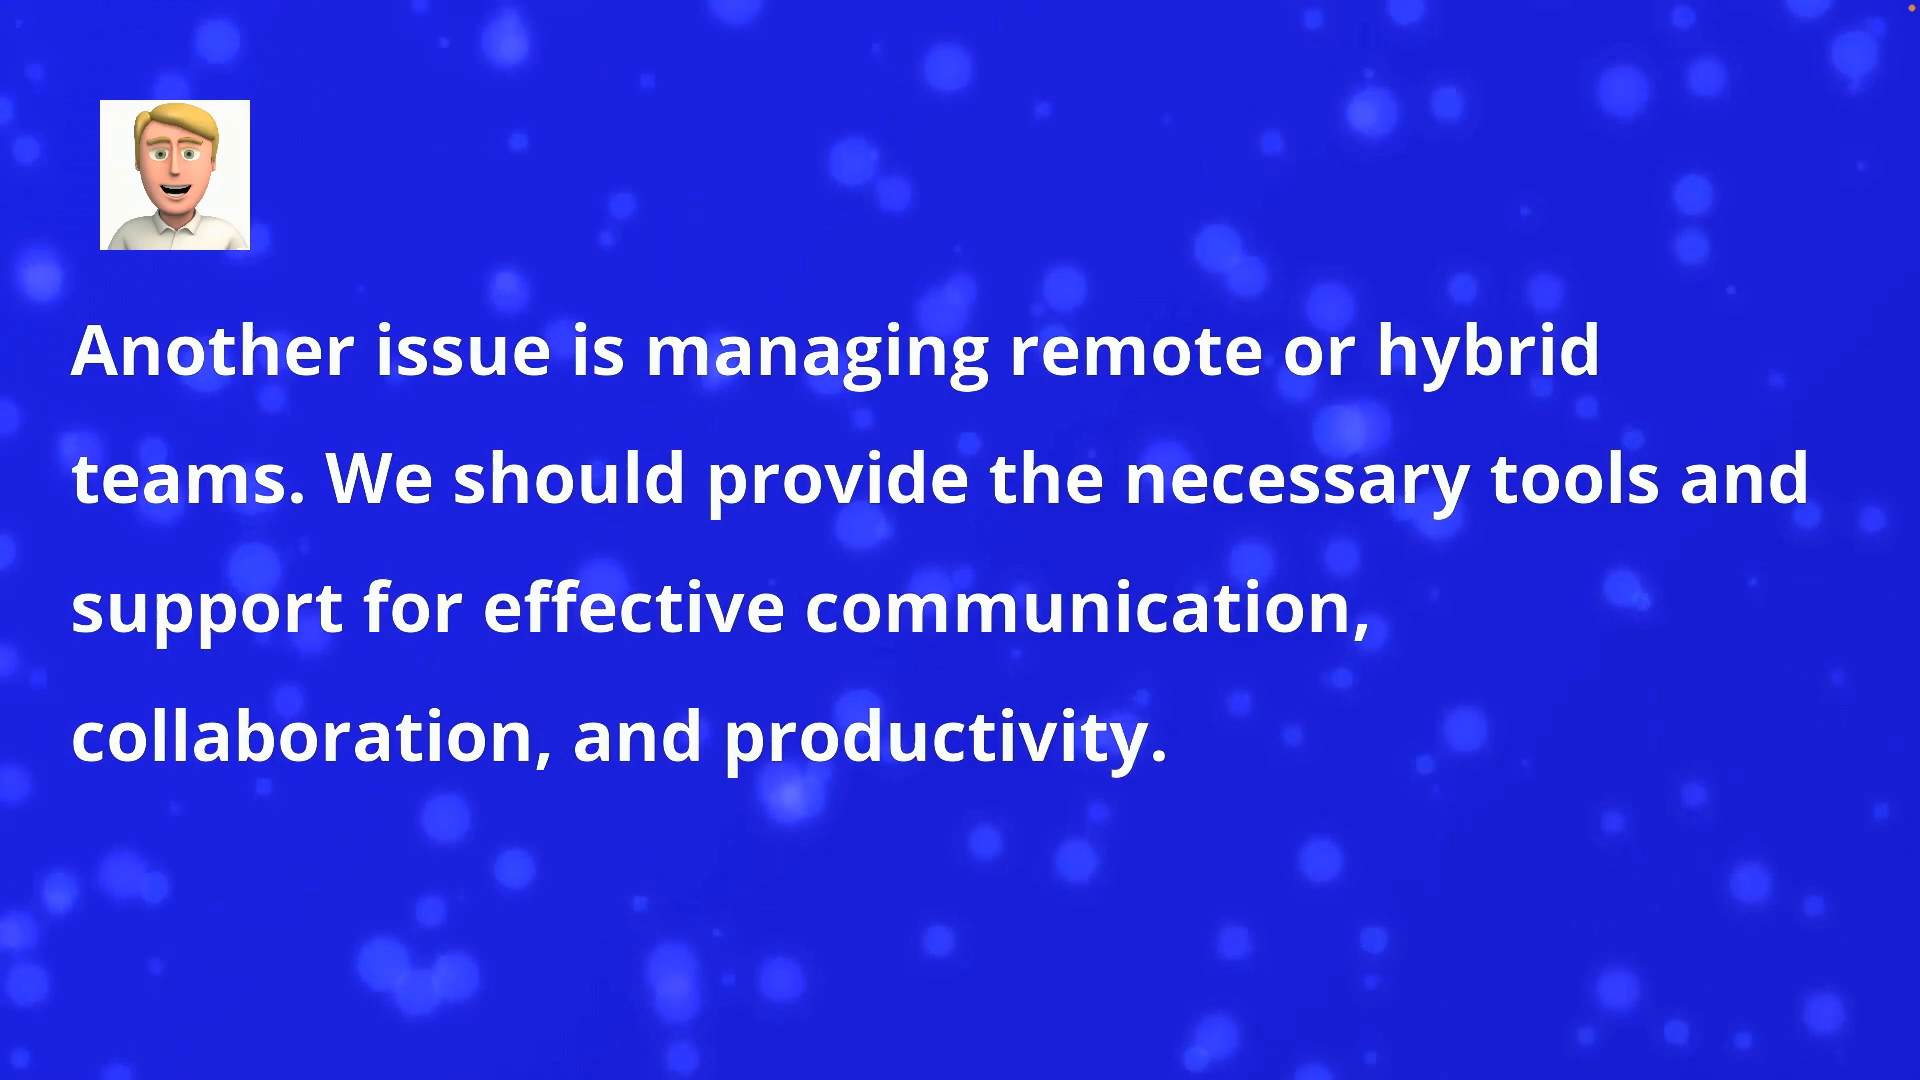 Another issue is managing remote or hybrid
teams. We should provide the necessary tools and
support for effective communication,
collaboration, and productivity.